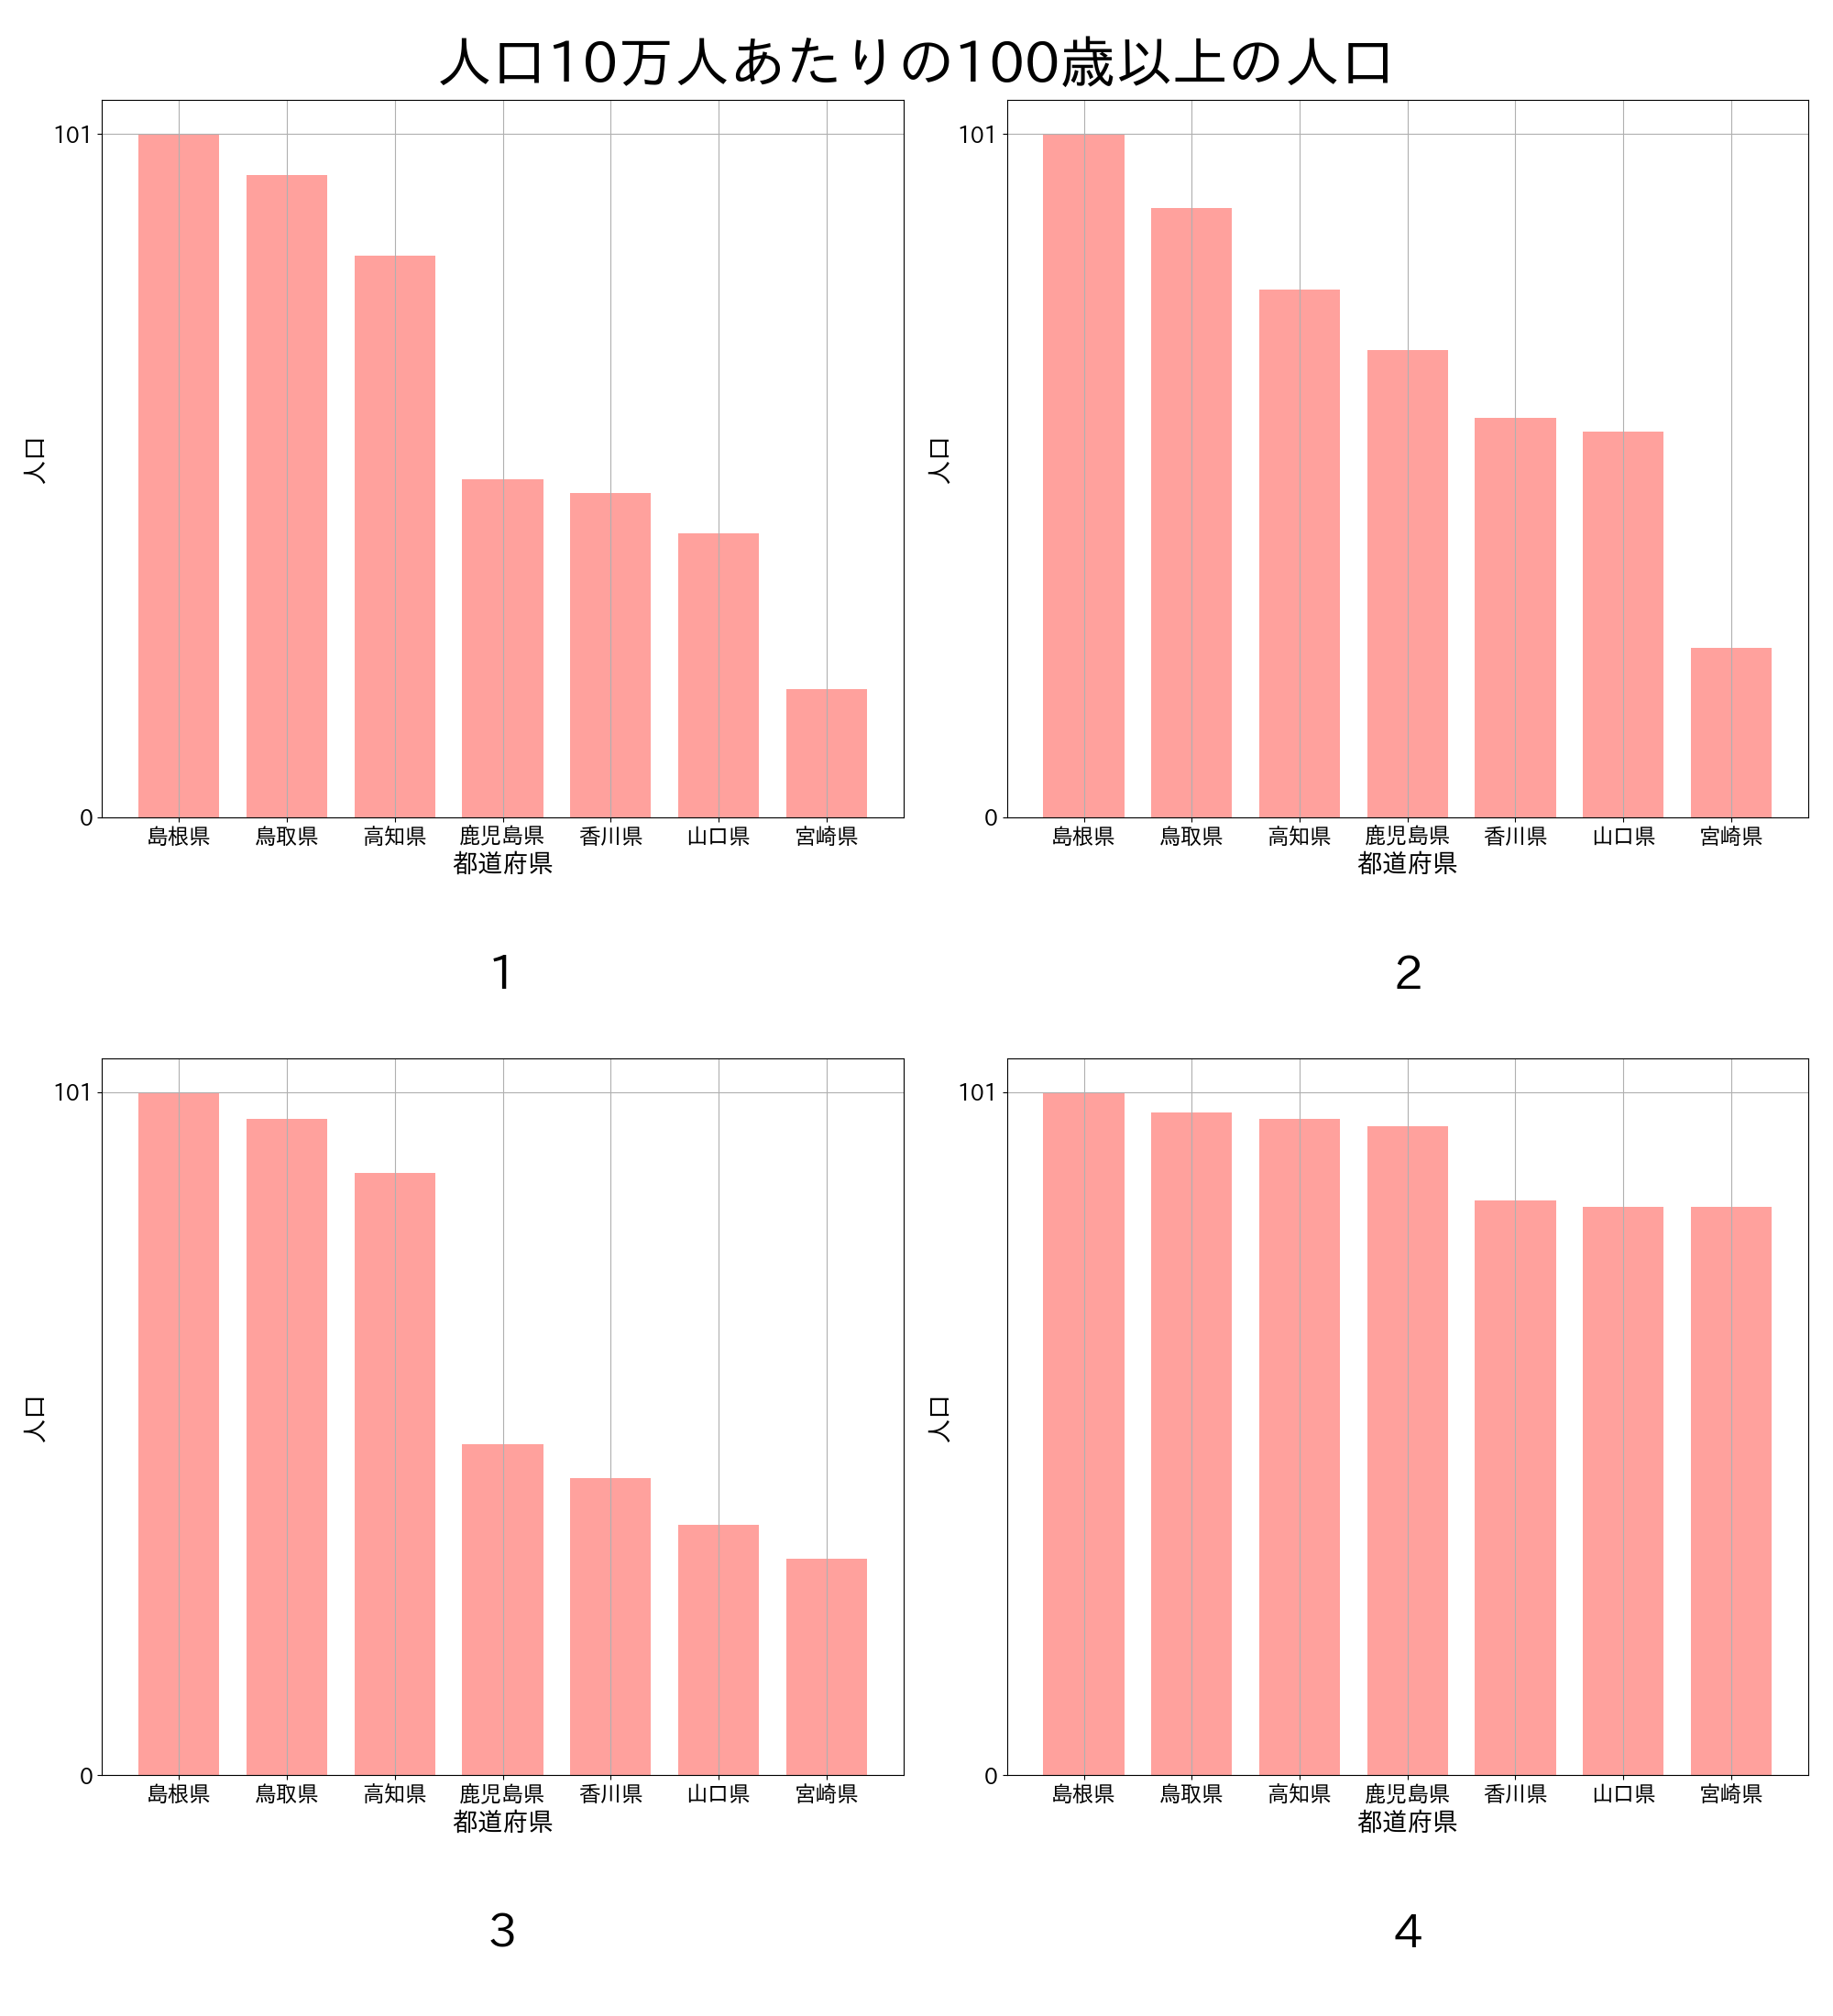 人口10万人あたりの100歳以上の人口
101
0
人口
島根県 鳥取県 高知県 鹿児島県 香川県 山口県 宮崎県
都道府県
1
101
0
人口
島根県 鳥取県 高知県 鹿児島県 香川県 山口県 宮崎県
都道府県
2
101
0
人口
島根県 鳥取県 高知県 鹿児島県 香川県 山口県 宮崎県
都道府県
3
101
0
人口
島根県 鳥取県 高知県 鹿児島県 香川県 山口県 宮崎県
都道府県
4